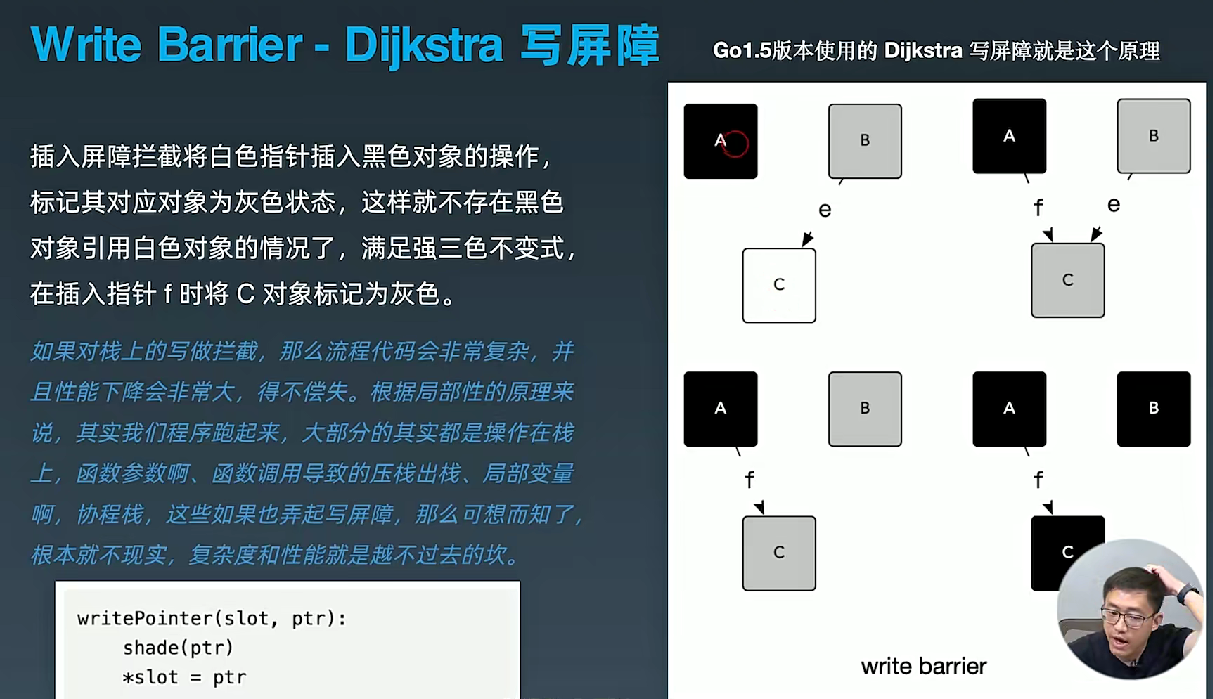 Write Barrier - Dijkstra 写屏障
Go1.5版本使用的 Dijkstra 写屏障就是这个原理
插入屏障拦截将白色指针插入黑色对象的操作，
标记其对应对象为灰色状态，这样就不存在黑色
对象引用白色对象的情况了，满足强三色不变式，
在插入指针 f 时将 C 对象标记为灰色。
如果对栈上的写做拦截，那么流程代码会非常复杂，并
且性能下降会非常大，得不偿失。根据局部性的原理来
说，其实我们程序跑起来，大部分的其实都是操作在栈
上，函数参数啊、函数调用导致的压栈出栈、局部变量
啊，协程栈，这些如果也弄起写屏障，那么可想而知了，
根本就不现实，复杂度和性能就是越不过去的坎。
writePointer(slot, ptr):
shade(ptr)
*slot = ptr
A
B
e
C
A
B
f
e
C
A
B
f
C
A
B
f
C
write barrier